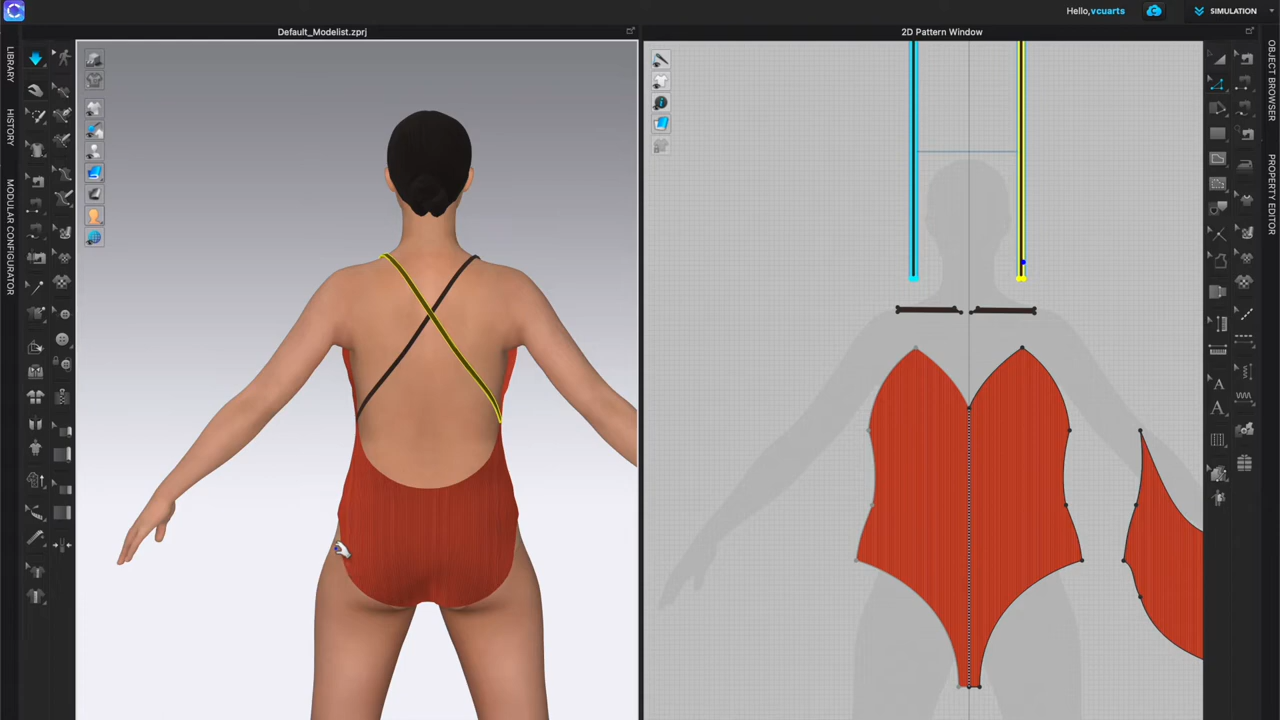 Hello,vcuarts
SIMULATION
Default_Modelist.zprj
2D Pattern Window
LIBRARY
HISTORY
MODULAR CONFIGURATOR
OBJECT BROWSER
PROPERTY EDITOR